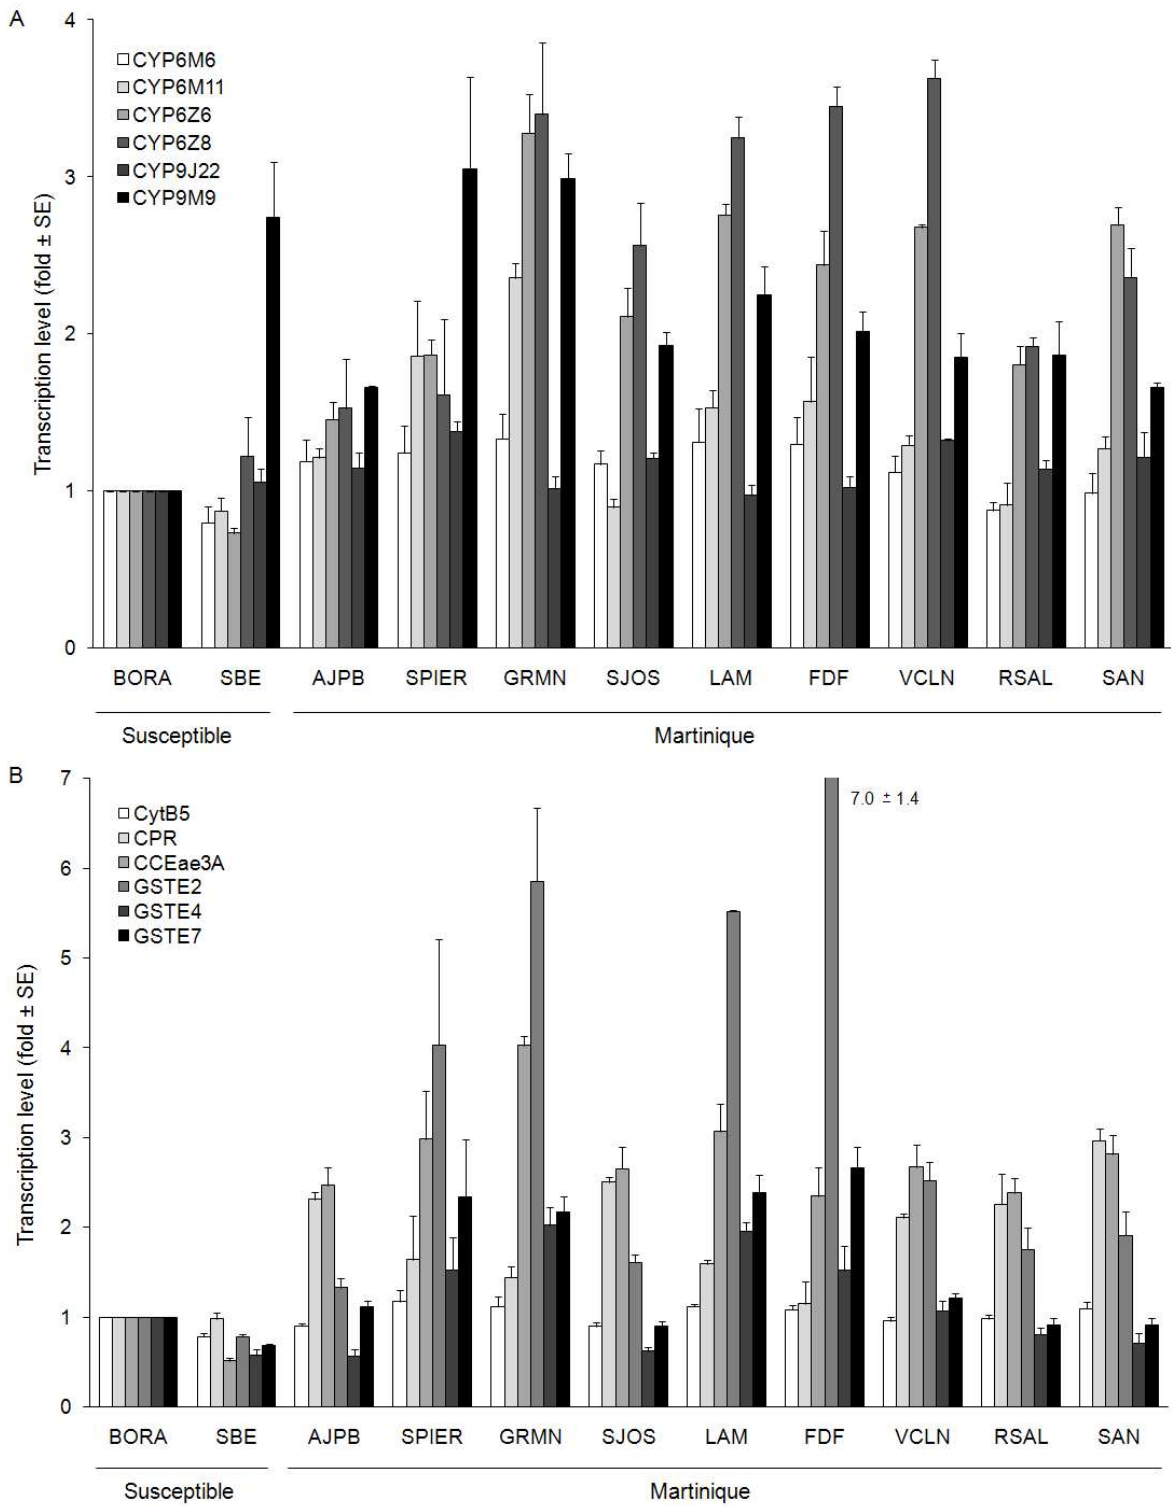 A
4
3
2
1
0
Transcription level (fold ± SE)
CYP6M6
CYP6M11
CYP6Z6
CYP6Z8
CYP9J22
CYP9M9
BORA SBE AJPB SPIER GRMN SJOS LAM FDF VCLN RSAL SAN
Susceptible Martinique
B
7
6
5
4
3
2
1
0
Transcription level (fold ± SE)
CytB5
CPR
CCEae3A
GSTE2
GSTE4
GSTE7
7.0 ± 1.4
BORA SBE AJPB SPIER GRMN SJOS LAM FDF VCLN RSAL SAN
Susceptible Martinique